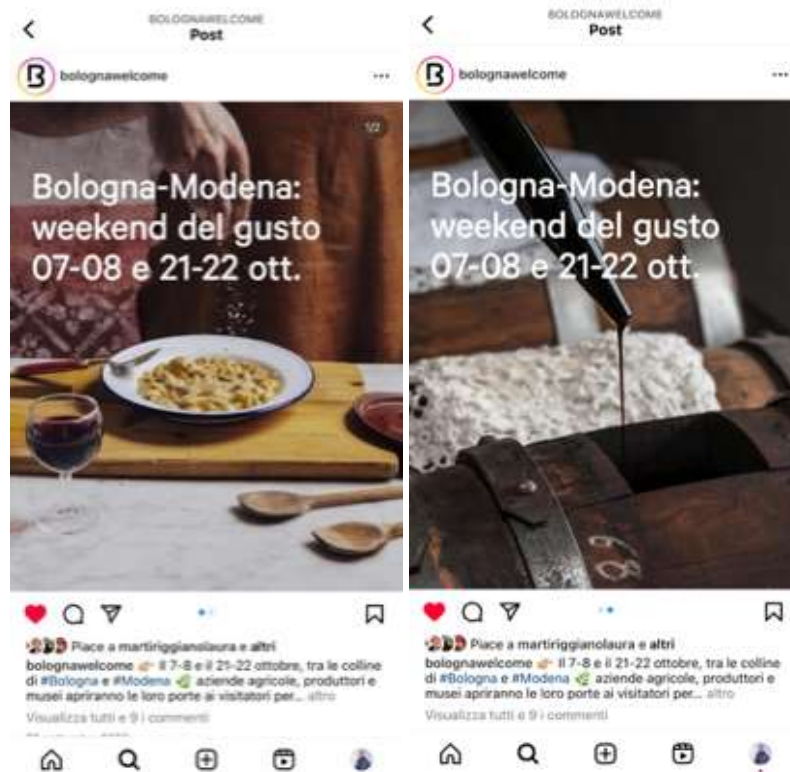 BOLOGNAWELCOME
Post
bolognawelcome
1/2
Bologna-Modena:
weekend del gusto
07-08 e 21-22 ott.
Piace a martiriggianolaura e altri
bolognawelcome 👉 Il 7-8 e il 21-22 ottobre, tra le colline
di #Bologna e #Modena 🌿 aziende agricole, produttori e
musei apriranno le loro porte ai visitatori per... altro
Visualizza tutti e 9 i commenti
BOLOGNAWELCOME
Post
bolognawelcome
Bologna-Modena:
weekend del gusto
07-08 e 21-22 ott.
Piace a martiriggianolaura e altri
bolognawelcome 👉 Il 7-8 e il 21-22 ottobre, tra le colline
di #Bologna e #Modena 🌿 aziende agricole, produttori e
musei apriranno le loro porte ai visitatori per... altro
Visualizza tutti e 9 i commenti